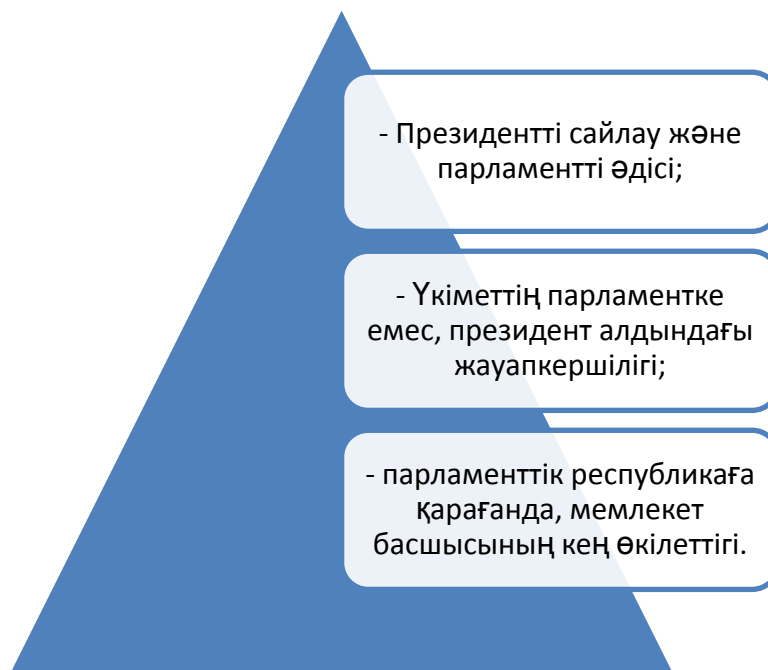 - Президентті сайлау және
парламентті әдісі;
- Үкіметтің парламентке
емес, президент алдындағы
жауапкершілігі;
- парламенттік республикаға
қарағанда, мемлекет
басшысының кең өкілеттігі.